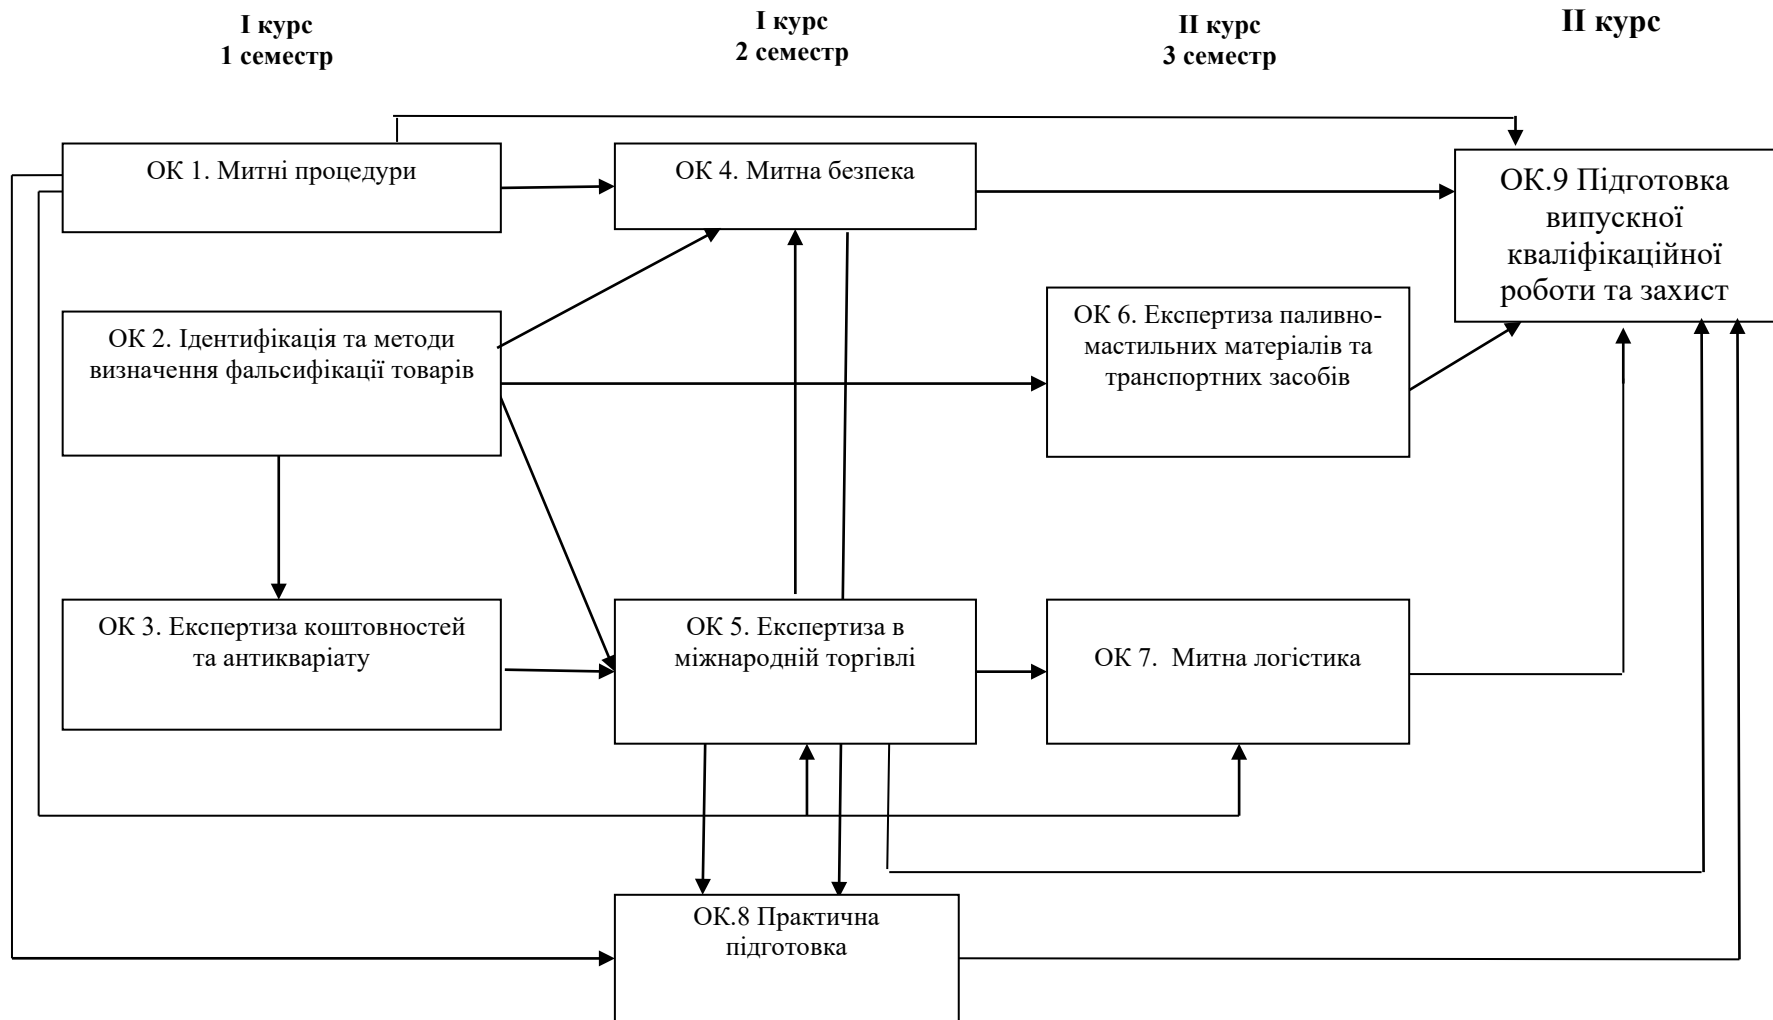 І курс
1 семестр
І курс
2 семестр
ІІ курс
3 семестр
ІІ курс
ОК 1. Митні процедури
ОК 4. Митна безпека
ОК.9 Підготовка
випускної
кваліфікаційної
роботи та захист
ОК 2. Ідентифікація та методи
визначення фальсифікації товарів
ОК 6. Експертиза паливно-
мастильних матеріалів та
транспортних засобів
ОК 3. Експертиза коштовностей
та антикваріату
ОК 5. Експертиза в
міжнародній торгівлі
ОК 7. Митна логістика
ОК.8 Практична
підготовка